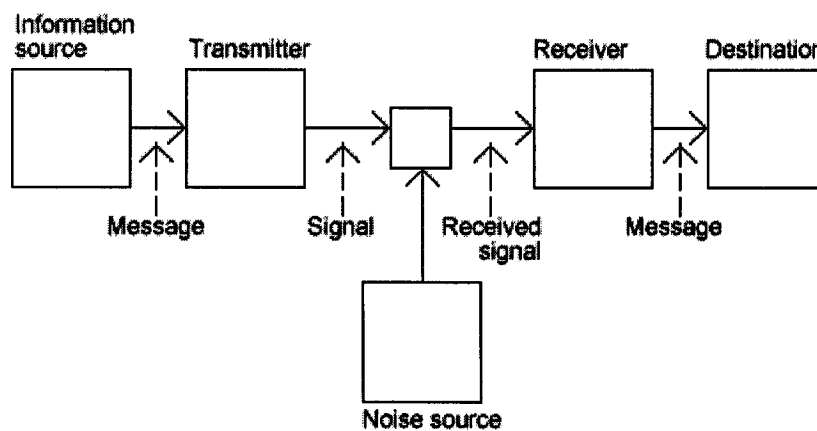 Information
source
Transmitter
Receiver
Destination
Message
Signal
Received
signal
Message
Noise source